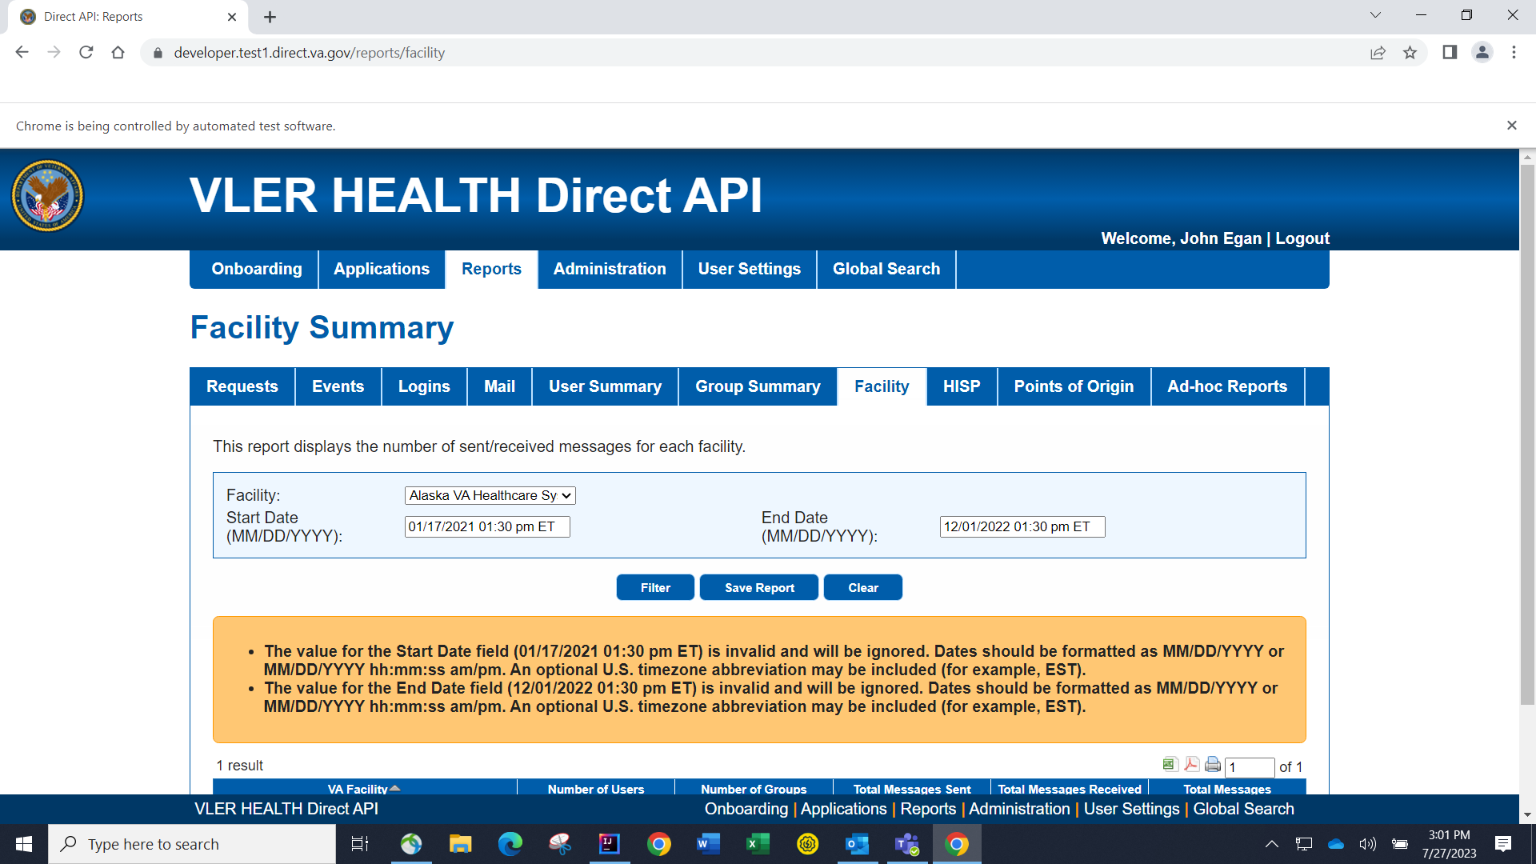 Direct API: Reports
developer.test1.direct.va.gov/reports/facility
Chrome is being controlled by automated test software.
VLER HEALTH Direct API
Welcome, John Egan | Logout
Onboarding Applications Reports Administration User Settings Global Search
Facility Summary
Requests Events Logins Mail User Summary Group Summary Facility HISP Points of Origin Ad-hoc Reports
This report displays the number of sent/received messages for each facility.
Facility: Alaska VA Healthcare Sy
Start Date (MM/DD/YYYY): 01/17/2021 01:30 pm ET End Date (MM/DD/YYYY): 12/01/2022 01:30 pm ET
Filter Save Report Clear
• The value for the Start Date field (01/17/2021 01:30 pm ET) is invalid and will be ignored. Dates should be formatted as MM/DD/YYYY or
MM/DD/YYYY hh:mm:ss am/pm. An optional U.S. timezone abbreviation may be included (for example, EST).
• The value for the End Date field (12/01/2022 01:30 pm ET) is invalid and will be ignored. Dates should be formatted as MM/DD/YYYY or
MM/DD/YYYY hh:mm:ss am/pm. An optional U.S. timezone abbreviation may be included (for example, EST).
1 result 1 of 1
VA Facility Number of Users Number of Groups Total Messages Sent Total Messages Received Total Messages
VLER HEALTH Direct API Onboarding | Applications | Reports | Administration | User Settings | Global Search
Type here to search
3:01 PM
7/27/2023